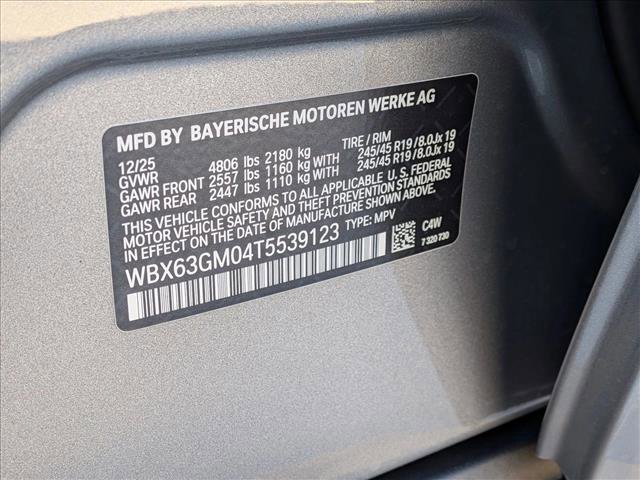 MFD BY BAYERISCHE MOTOREN WERKE AG
12/25 TIRE / RIM
GVWR 4806 lbs 2180 kg
GAWR FRONT 2557 lbs 1160 kg WITH 245/45 R19/8.0Jx19
GAWR REAR 2447 lbs 1110 kg WITH 245/45 R19/8.0Jx19
THIS VEHICLE CONFORMS TO ALL APPLICABLE U.S. FEDERAL
MOTOR VEHICLE SAFETY AND THEFT PREVENTION STANDARDS
IN EFFECT ON THE DATE OF MANUFACTURE SHOWN ABOVE.
WBX63GM04T5539123 TYPE: MPV
C4W
7 320 730